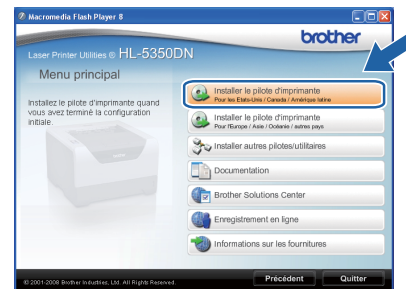 Macromedia Flash Player 8
brother
Laser Printer Utilities © HL-5350DN
Menu principal
Installez le pilote d'imprimante quand
vous avez terminé la configuration
initiale.
Installer le pilote d'imprimante
Pour les Etats-Unis / Canada / Amérique latine
Installer le pilote d'imprimante
Pour l'Europe / Asie / Océanie / autres pays
Installer autres pilotes/utilitaires
Documentation
Brother Solutions Center
Enregistrement en ligne
Informations sur les fournitures
© 2001-2008 Brother Industries, Ltd. All Rights Reserved.
Précédent
Quitter